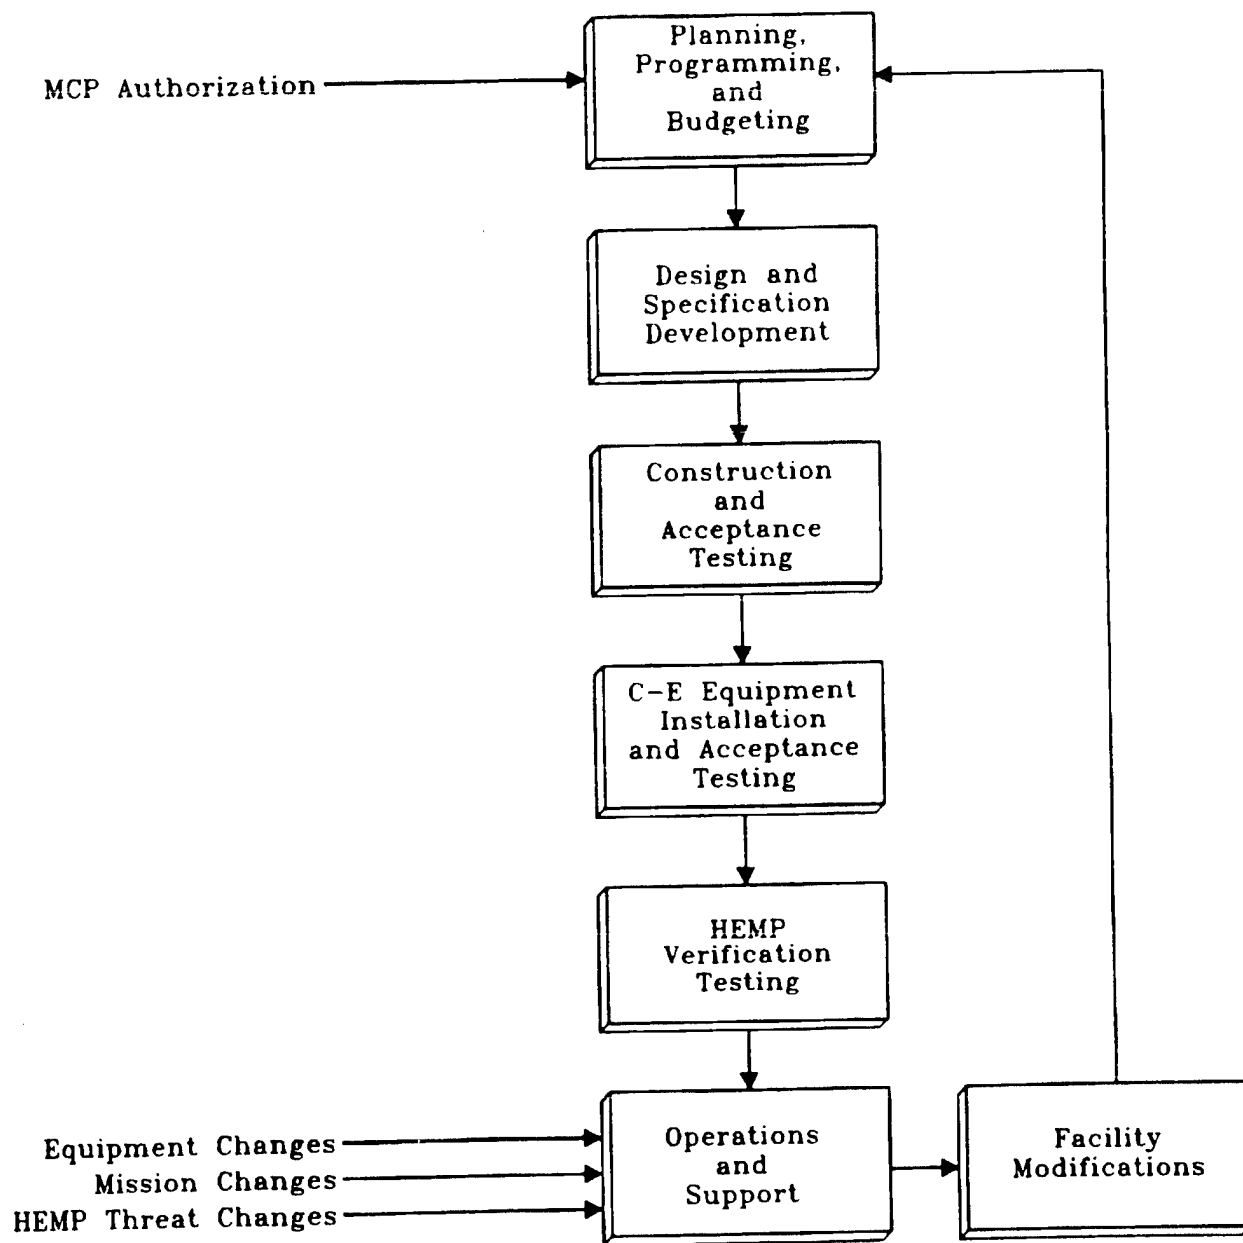 Planning,
Programming,
and
Budgeting
MCP Authorization
Design and
Specification
Development
Construction
and
Acceptance
Testing
C-E Equipment
Installation
and Acceptance
Testing
HEMP
Verification
Testing
Equipment Changes
Mission Changes
HEMP Threat Changes
Operations
and
Support
Facility
Modifications